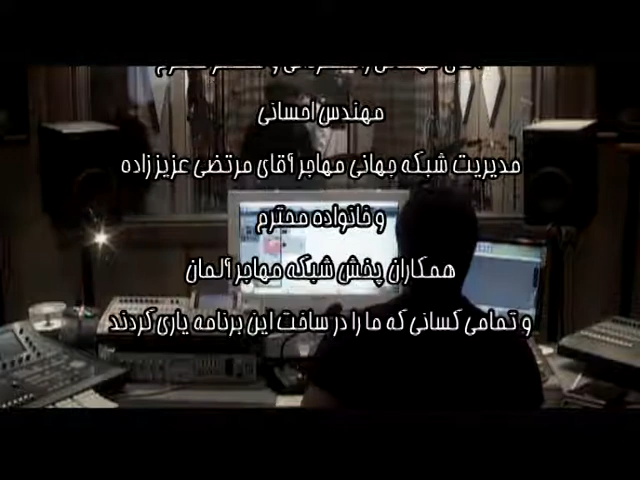 مهندس احسانی
مدیریت شبکه جهانی مهاجر آقای مرتضی عزیززاده
و خانواده محترم
همکاران پخش شبکه مهاجر آلمان
و تمامی کسانی که ما را در ساخت این برنامه یاری کردند